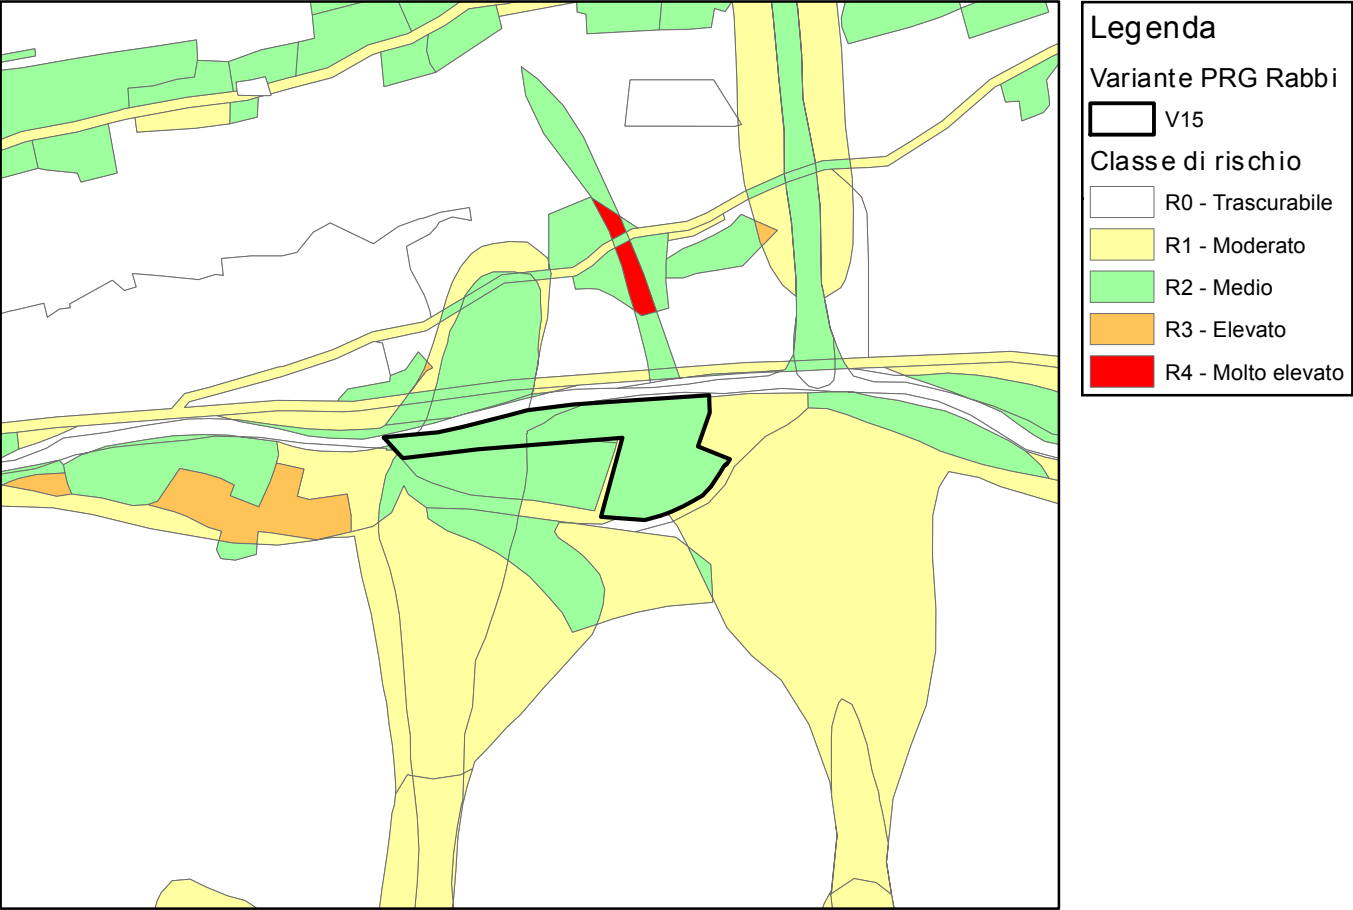 Legenda
Variante PRG Rabbi
V15
Classe di rischio
R0 - Trascurabile
R1 - Moderato
R2 - Medio
R3 - Elevato
R4 - Molto elevato